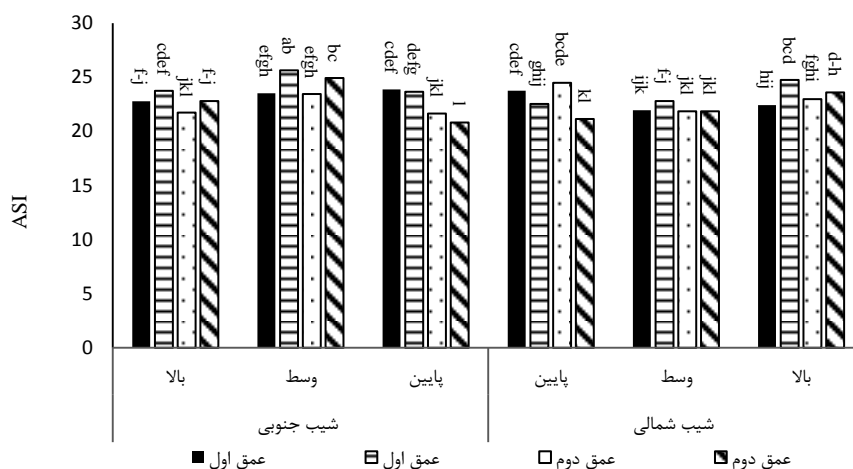 30
25
20
15
10
5
0
ASI
f-j cdef jkl f-j efgh ab efgh bc cdef defg jkl l cdef ghij bcde kl ijk f-j jkl jkl hij bcd fghi d-h
بالا وسط پایین پایین وسط بالا
شیب جنوبی شیب شمالی
عمق اول عمق اول عمق دوم عمق دوم